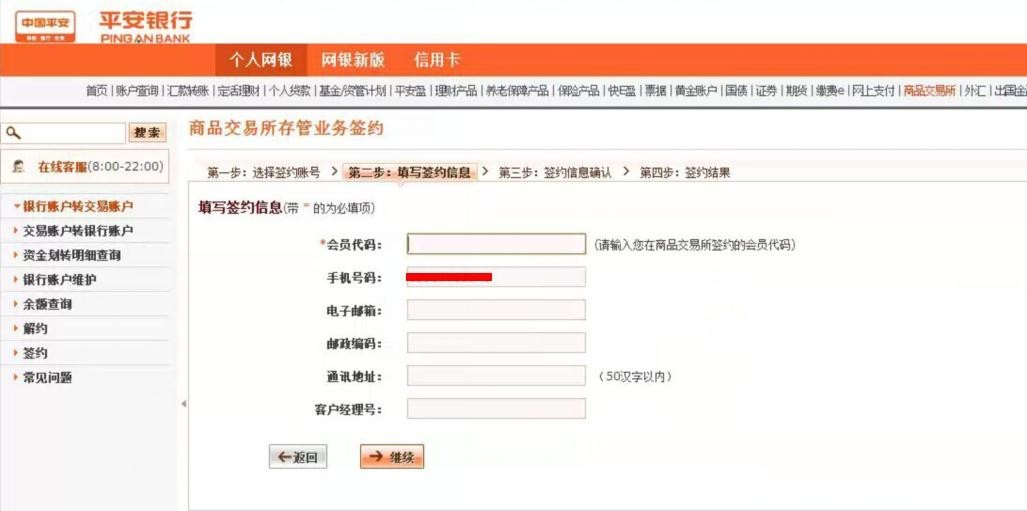 中国平安
保险·银行·投资
平安银行
PING AN BANK
个人网银 网银新版 信用卡
首页 | 账户查询 | 汇款转账 | 定活理财 | 个人贷款 | 基金/资管计划 | 平安盈 | 理财产品 | 养老保障产品 | 保险产品 | 快E盈 | 票据 | 黄金账户 | 国债 | 证券 | 期货 | 缴费e | 网上支付 | 商品交易所 | 外汇 | 出国金
搜索
商品交易所存管业务签约
在线客服(8:00-22:00)
第一步：选择签约账号 > 第二步：填写签约信息 > 第三步：签约信息确认 > 第四步：签约结果
银行账户转交易账户
交易账户转银行账户
资金划转明细查询
银行账户维护
余额查询
解约
签约
常见问题
填写签约信息(带 * 的为必填项)
*会员代码： (请输入您在商品交易所签约的会员代码)
手机号码：
电子邮箱：
邮政编码：
通讯地址： (50汉字以内)
客户经理号：
返回 继续